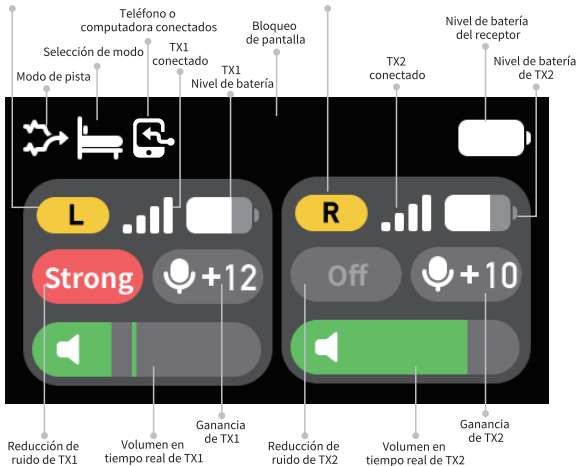 Teléfono o
computadora conectados
Selección de modo
Modo de pista
TX1
conectado
TX1
Nivel de batería
Bloqueo
de pantalla
TX2
conectado
Nivel de batería
del receptor
Nivel de batería
de TX2
L
R
Strong
+12
Off
+10
Reducción de
ruido de TX1
Volumen en
tiempo real de TX1
Ganancia
de TX1
Reducción de
ruido de TX2
Volumen en
tiempo real de TX2
Ganancia
de TX2